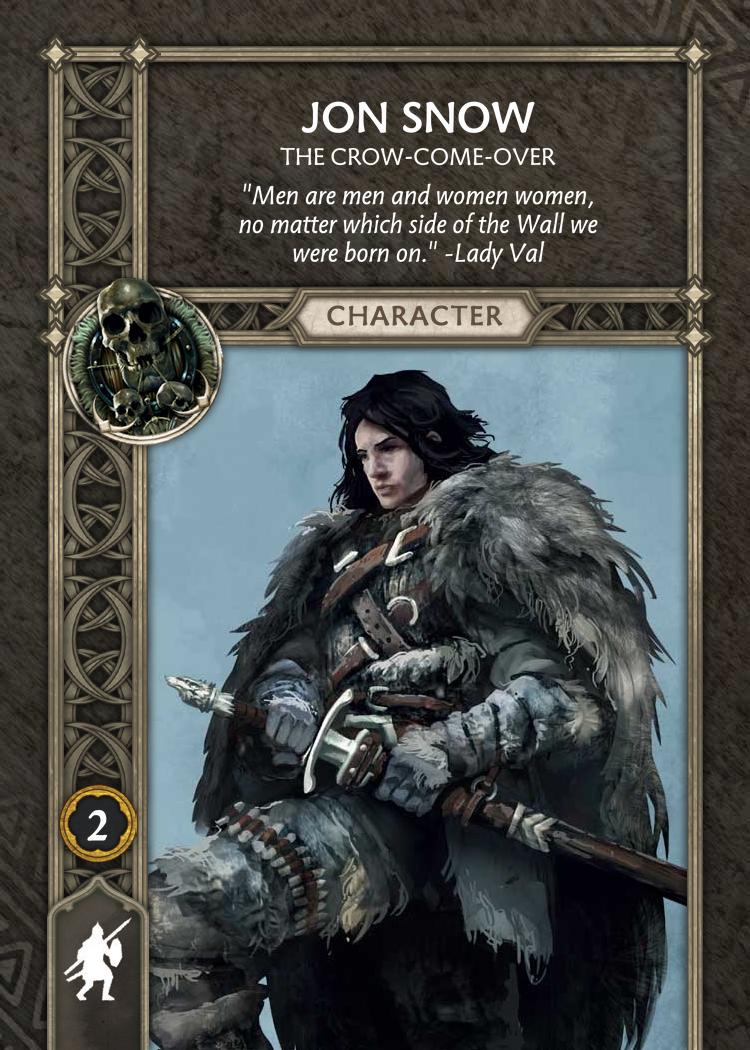 JON SNOW
THE CROW-COME-OVER
"Men are men and women women,
no matter which side of the Wall we
were born on." -Lady Val
CHARACTER
2